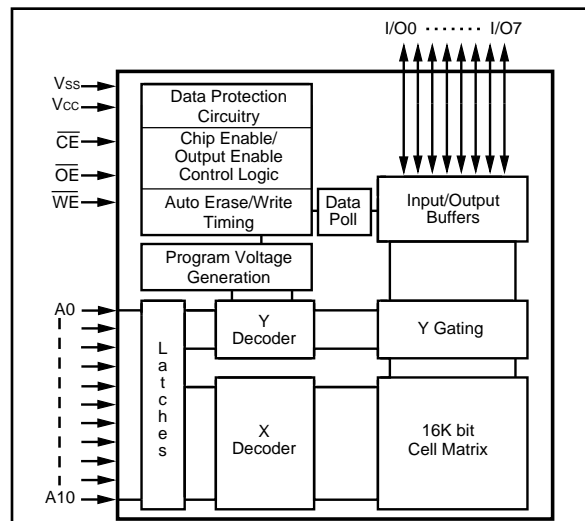 I/O0 ········ I/O7
VSS
VCC
CE
OE
WE
Data Protection
Circuitry
Chip Enable/
Output Enable
Control Logic
Auto Erase/Write
Timing
Data
Poll
Input/Output
Buffers
Program Voltage
Generation
A0
A10
Latches
Y
Decoder
Y Gating
X
Decoder
16K bit
Cell Matrix